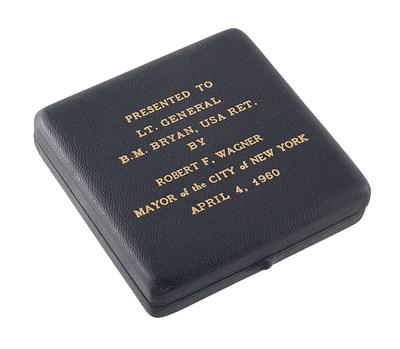 PRESENTED TO
LT. GENERAL
B.M. BRYAN, USA RET.
BY
ROBERT F. WAGNER
MAYOR of the CITY of NEW YORK
APRIL 4, 1960